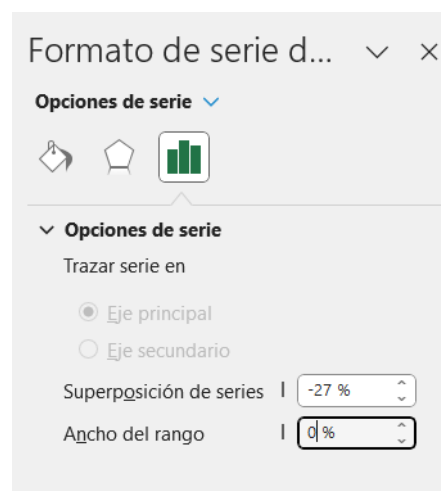 Formato de serie d...
Opciones de serie
Opciones de serie
Trazar serie en
Eje principal
Eje secundario
Superposición de series -27 %
Ancho del rango 0 %